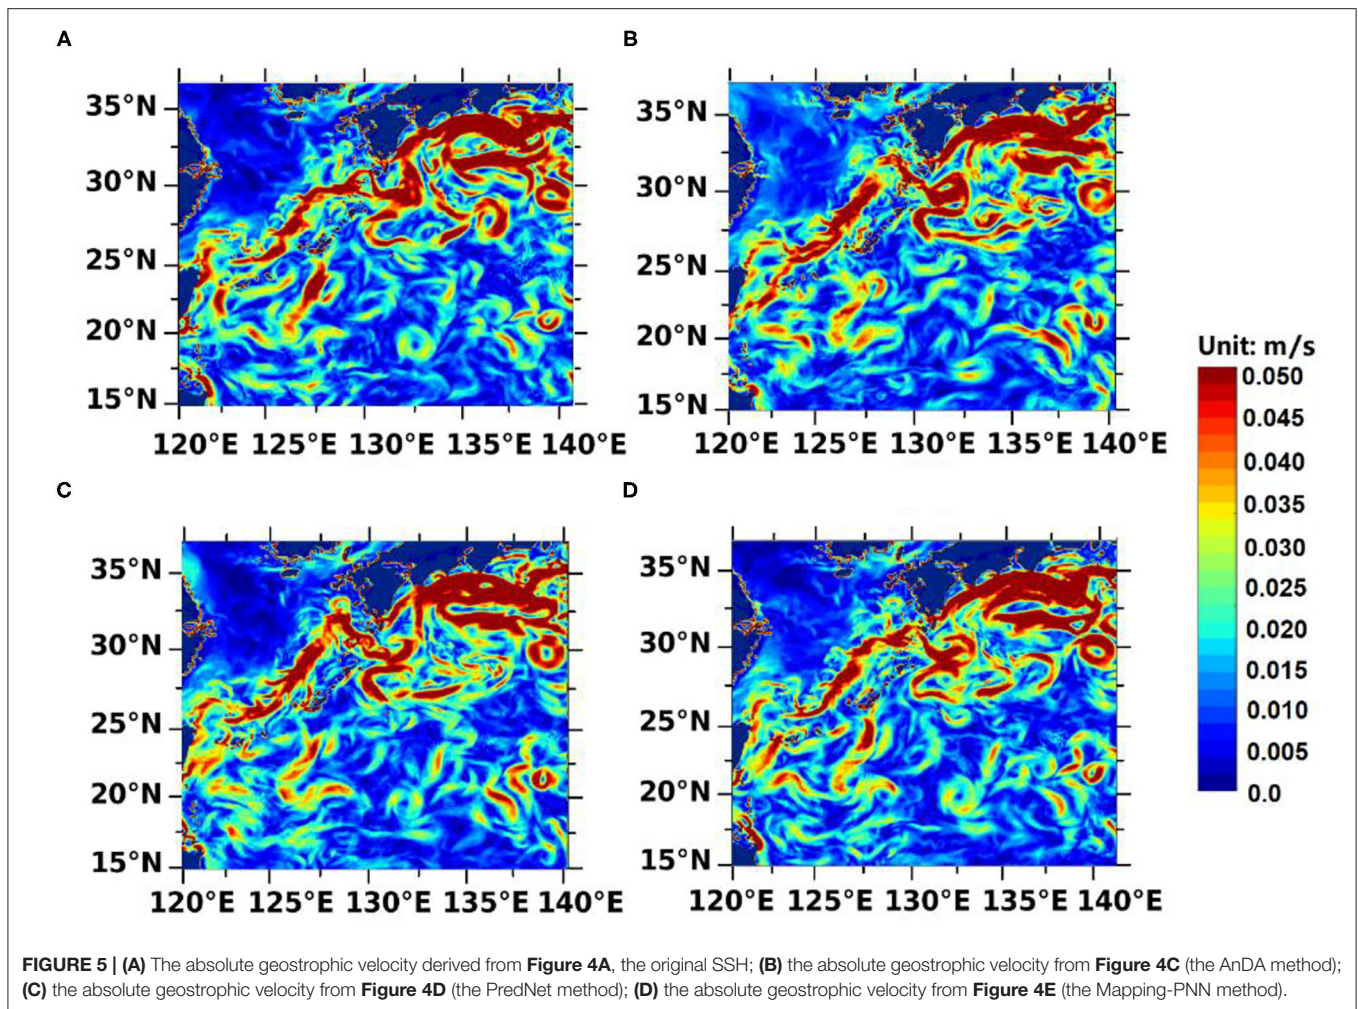 A
B
35°N
30°N
25°N
20°N
15°N
120°E 125°E 130°E 135°E 140°E
35°N
30°N
25°N
20°N
15°N
120°E 125°E 130°E 135°E 140°E
Unit: m/s
0.050
0.045
0.040
0.035
0.030
0.025
0.020
0.015
0.010
0.005
0.0
C
D
35°N
30°N
25°N
20°N
15°N
120°E 125°E 130°E 135°E 140°E
35°N
30°N
25°N
20°N
15°N
120°E 125°E 130°E 135°E 140°E
FIGURE 5 | (A) The absolute geostrophic velocity derived from Figure 4A, the original SSH; (B) the absolute geostrophic velocity from Figure 4C (the AnDA method);
(C) the absolute geostrophic velocity from Figure 4D (the PredNet method); (D) the absolute geostrophic velocity from Figure 4E (the Mapping-PNN method).